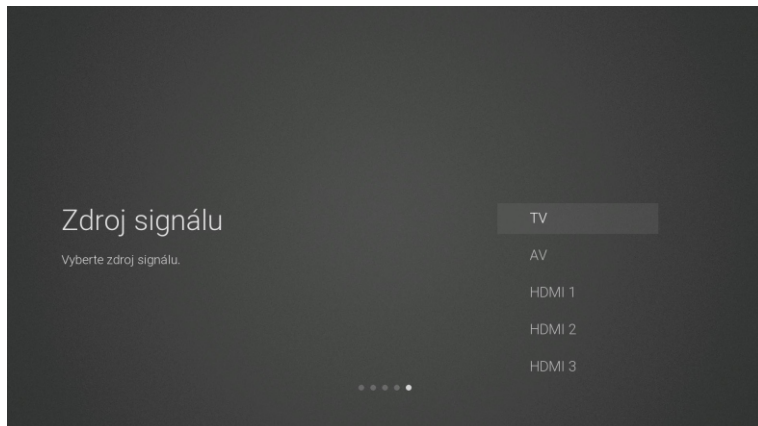 Zdroj signálu
Vyberte zdroj signálu.
TV
AV
HDMI 1
HDMI 2
HDMI 3